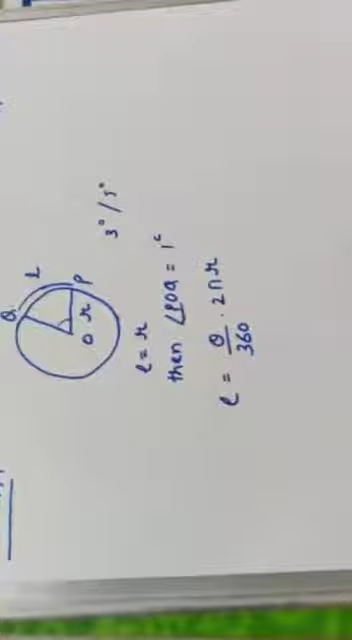 Q
l
P
O
r
3° / 5°
l = r
then ∠POQ = 1ᶜ
l = θ/360 · 2πr